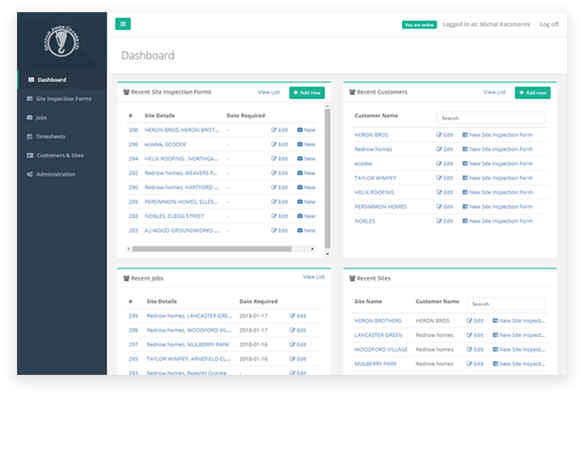 You are online Logged in as: Michal Kaczmarek Log off
Dashboard
Dashboard
Site Inspection Forms
Jobs
Timesheets
Customers & Sites
Administration
Recent Site Inspection Forms View List + Add new
# Site Details Date Required
300 HERON BROS, HERON BROT... - Edit New
296 ecodek, ECODEK - Edit New
294 HELIX ROOFING , NORTHGA... - Edit New
292 Redrow homes, WEAVERS P... - Edit New
290 Redrow homes, HARTFORD ... - Edit New
289 PERSIMMON HOMES, ELLES... - Edit New
288 NOBLES, CLEGG STREET - Edit New
283 A.J WOOD GROUNDWORKS ... - Edit New
Recent Customers View List + Add new
Customer Name Search
HERON BROS Edit New Site Inspection Form
Redrow homes Edit New Site Inspection Form
ecodek Edit New Site Inspection Form
TAYLOR WIMPEY Edit New Site Inspection Form
HELIX ROOFING Edit New Site Inspection Form
PERSIMMON HOMES Edit New Site Inspection Form
NOBLES Edit New Site Inspection Form
Recent Jobs View List
# Site Details Date Required
299 Redrow homes, LANCASTER GRE... 2018-01-17 Edit
298 Redrow homes, WOODFORD VIL... 2018-01-17 Edit
297 Redrow homes, MULBERRY PARK 2018-01-16 Edit
295 TAYLOR WIMPEY, ARNEFIELD CL... 2018-01-16 Edit
293 Redrow homes, Regents Grange - Edit
Recent Sites
Site Name Customer Name Search
HERON BROTHERS HERON BROS Edit New Site Inspect...
LANCASTER GREEN Redrow homes Edit New Site Inspect...
WOODFORD VILLAGE Redrow homes Edit New Site Inspect...
MULBERRY PARK Redrow homes Edit New Site Inspect...